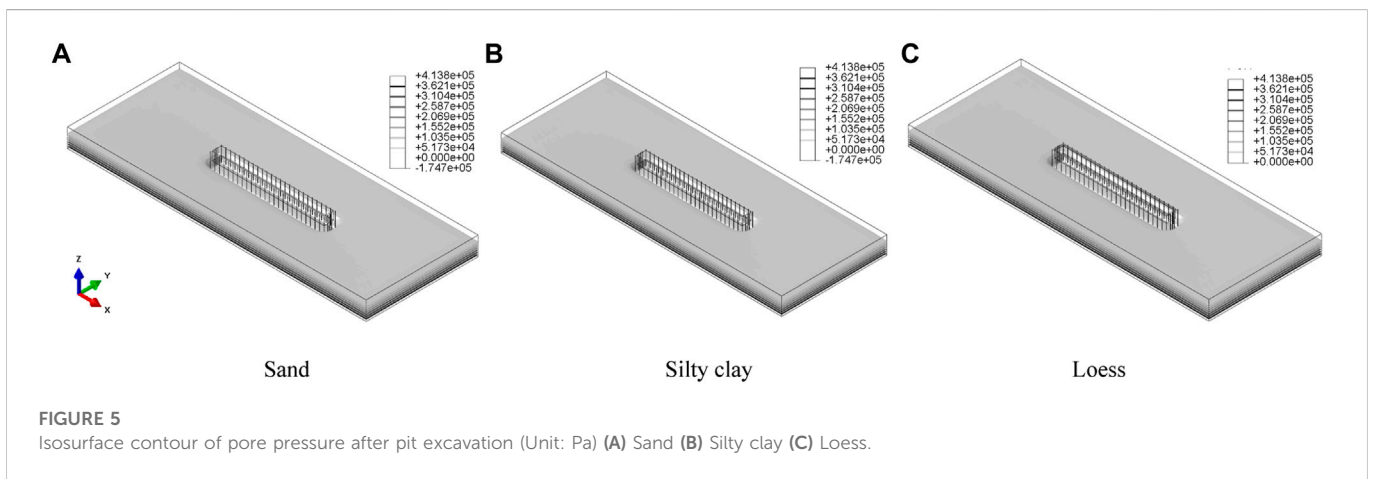 A
+4.138e+05
+3.621e+05
+3.104e+05
+2.587e+05
+2.069e+05
+1.552e+05
+1.035e+05
+5.173e+04
+0.000e+00
-1.747e+05
Z
Y
X
Sand
B
+4.138e+05
+3.621e+05
+3.104e+05
+2.587e+05
+2.069e+05
+1.552e+05
+1.035e+05
+5.173e+04
+0.000e+00
-1.747e+05
Silty clay
C
+4.138e+05
+3.621e+05
+3.104e+05
+2.587e+05
+2.069e+05
+1.552e+05
+1.035e+05
+5.173e+04
+0.000e+00
Loess
FIGURE 5
Isosurface contour of pore pressure after pit excavation (Unit: Pa) (A) Sand (B) Silty clay (C) Loess.